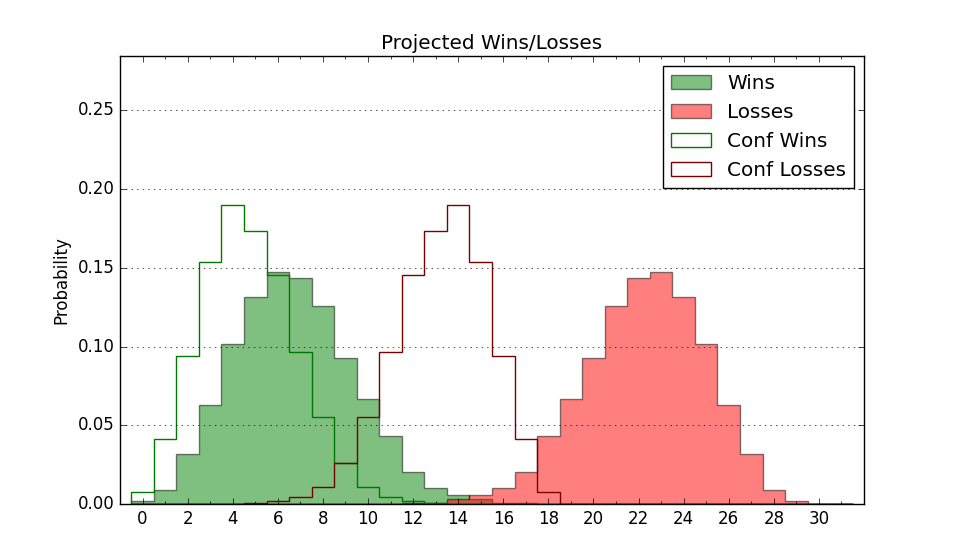 Projected Wins/Losses
Wins
Losses
Conf Wins
Conf Losses
Probability
0.25
0.20
0.15
0.10
0.05
0.00
0 2 4 6 8 10 12 14 16 18 20 22 24 26 28 30